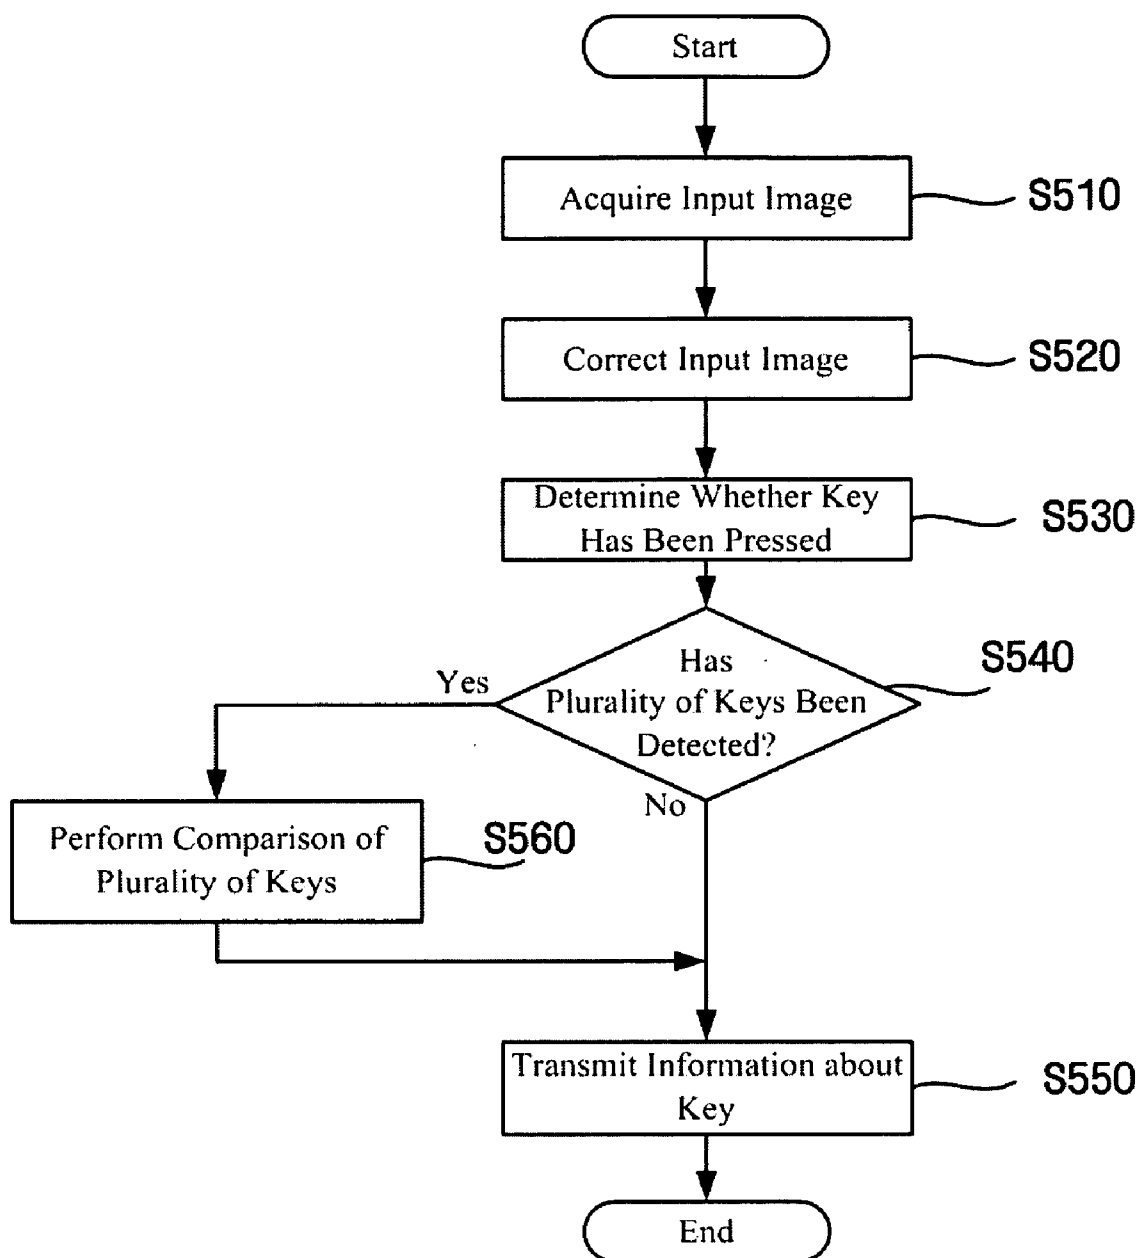 Start
Acquire Input Image
S510
Correct Input Image
S520
Determine Whether Key
Has Been Pressed
S530
Has
Plurality of Keys Been
Detected?
S540
Yes
No
Perform Comparison of
Plurality of Keys
S560
Transmit Information about
Key
S550
End